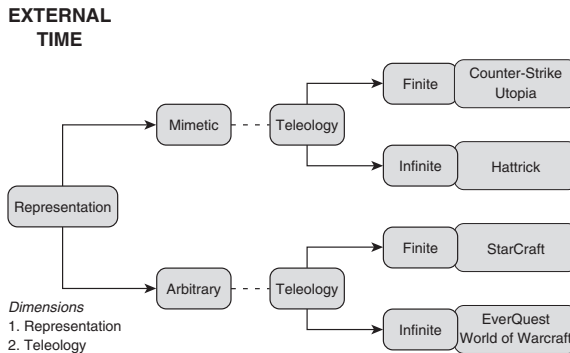 EXTERNAL
TIME
Counter-Strike
Utopia
Finite
Mimetic
Teleology
Infinite
Hattrick
Representation
Finite
StarCraft
Arbitrary
Teleology
Dimensions
1. Representation
2. Teleology
Infinite
EverQuest
World of Warcraft